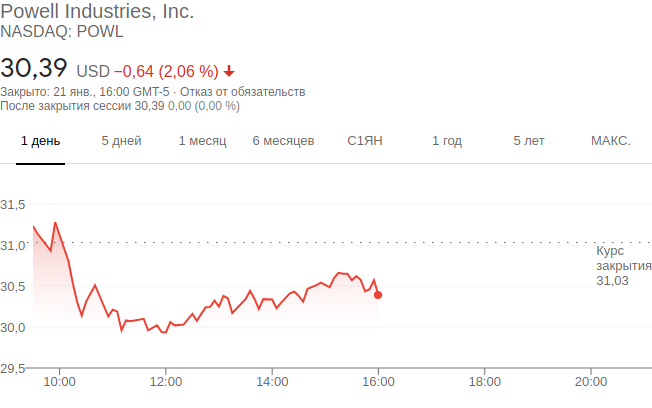 Powell Industries, Inc.
NASDAQ: POWL
30,39 USD −0,64 (2,06 %)
Закрыто: 21 янв., 16:00 GMT-5 · Отказ от обязательств
После закрытия сессии 30,39 0,00 (0,00 %)
1 день 5 дней 1 месяц 6 месяцев С1ЯН 1 год 5 лет МАКС.
31,5
31,0
Курс
закрытия
31,03
30,5
30,0
29,5
10:00 12:00 14:00 16:00 18:00 20:00